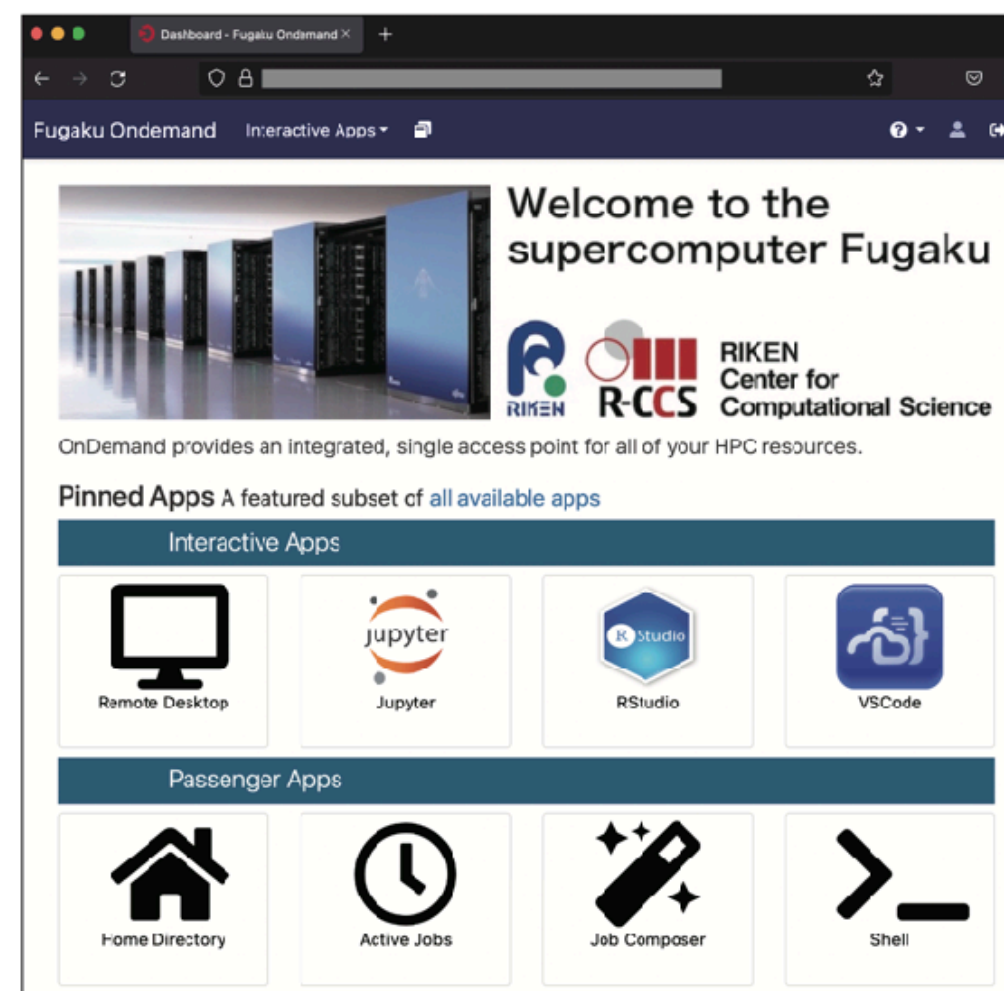 Dashboard - Fugaku Ondemand
Fugaku Ondemand Interactive Apps
Welcome to the
supercomputer Fugaku
RIKEN
R-CCS
RIKEN
Center for
Computational Science
OnDemand provides an integrated, single access point for all of your HPC resources.
Pinned Apps A featured subset of all available apps
Interactive Apps
jupyter
R Studio
Remote Desktop Jupyter RStudio VSCode
Passenger Apps
Home Directory Active Jobs Job Composer Shell